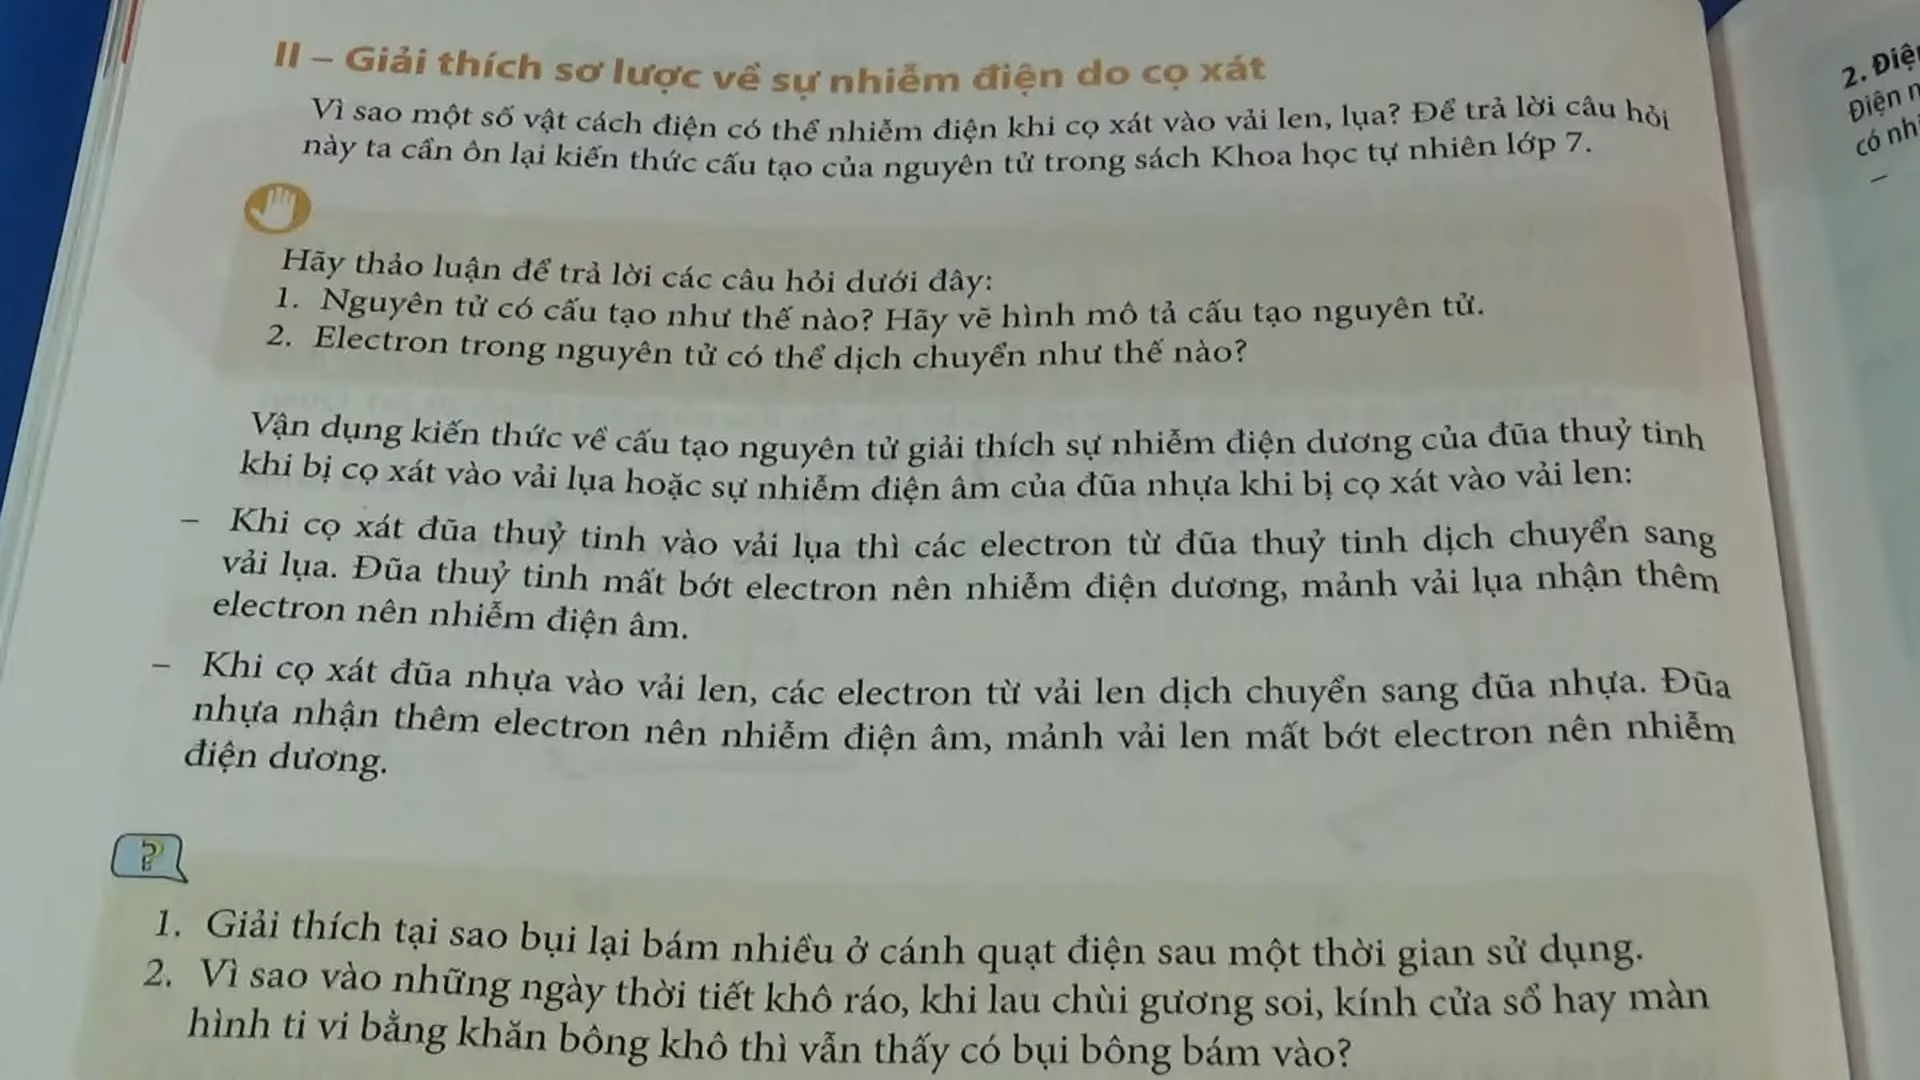 II – Giải thích sơ lược về sự nhiễm điện do cọ xát
Vì sao một số vật cách điện có thể nhiễm điện khi cọ xát vào vải len, lụa? Để trả lời câu hỏi
này ta cần ôn lại kiến thức cấu tạo của nguyên tử trong sách Khoa học tự nhiên lớp 7.
Hãy thảo luận để trả lời các câu hỏi dưới đây:
1. Nguyên tử có cấu tạo như thế nào? Hãy vẽ hình mô tả cấu tạo nguyên tử.
2. Electron trong nguyên tử có thể dịch chuyển như thế nào?
Vận dụng kiến thức về cấu tạo nguyên tử giải thích sự nhiễm điện dương của đũa thuỷ tinh
khi bị cọ xát vào vải lụa hoặc sự nhiễm điện âm của đũa nhựa khi bị cọ xát vào vải len:
– Khi cọ xát đũa thuỷ tinh vào vải lụa thì các electron từ đũa thuỷ tinh dịch chuyển sang
vải lụa. Đũa thuỷ tinh mất bớt electron nên nhiễm điện dương, mảnh vải lụa nhận thêm
electron nên nhiễm điện âm.
– Khi cọ xát đũa nhựa vào vải len, các electron từ vải len dịch chuyển sang đũa nhựa. Đũa
nhựa nhận thêm electron nên nhiễm điện âm, mảnh vải len mất bớt electron nên nhiễm
điện dương.
?
1. Giải thích tại sao bụi lại bám nhiều ở cánh quạt điện sau một thời gian sử dụng.
2. Vì sao vào những ngày thời tiết khô ráo, khi lau chùi gương soi, kính cửa sổ hay màn
hình ti vi bằng khăn bông khô thì vẫn thấy có bụi bông bám vào?
2. Điệ
Điện
có nh
–